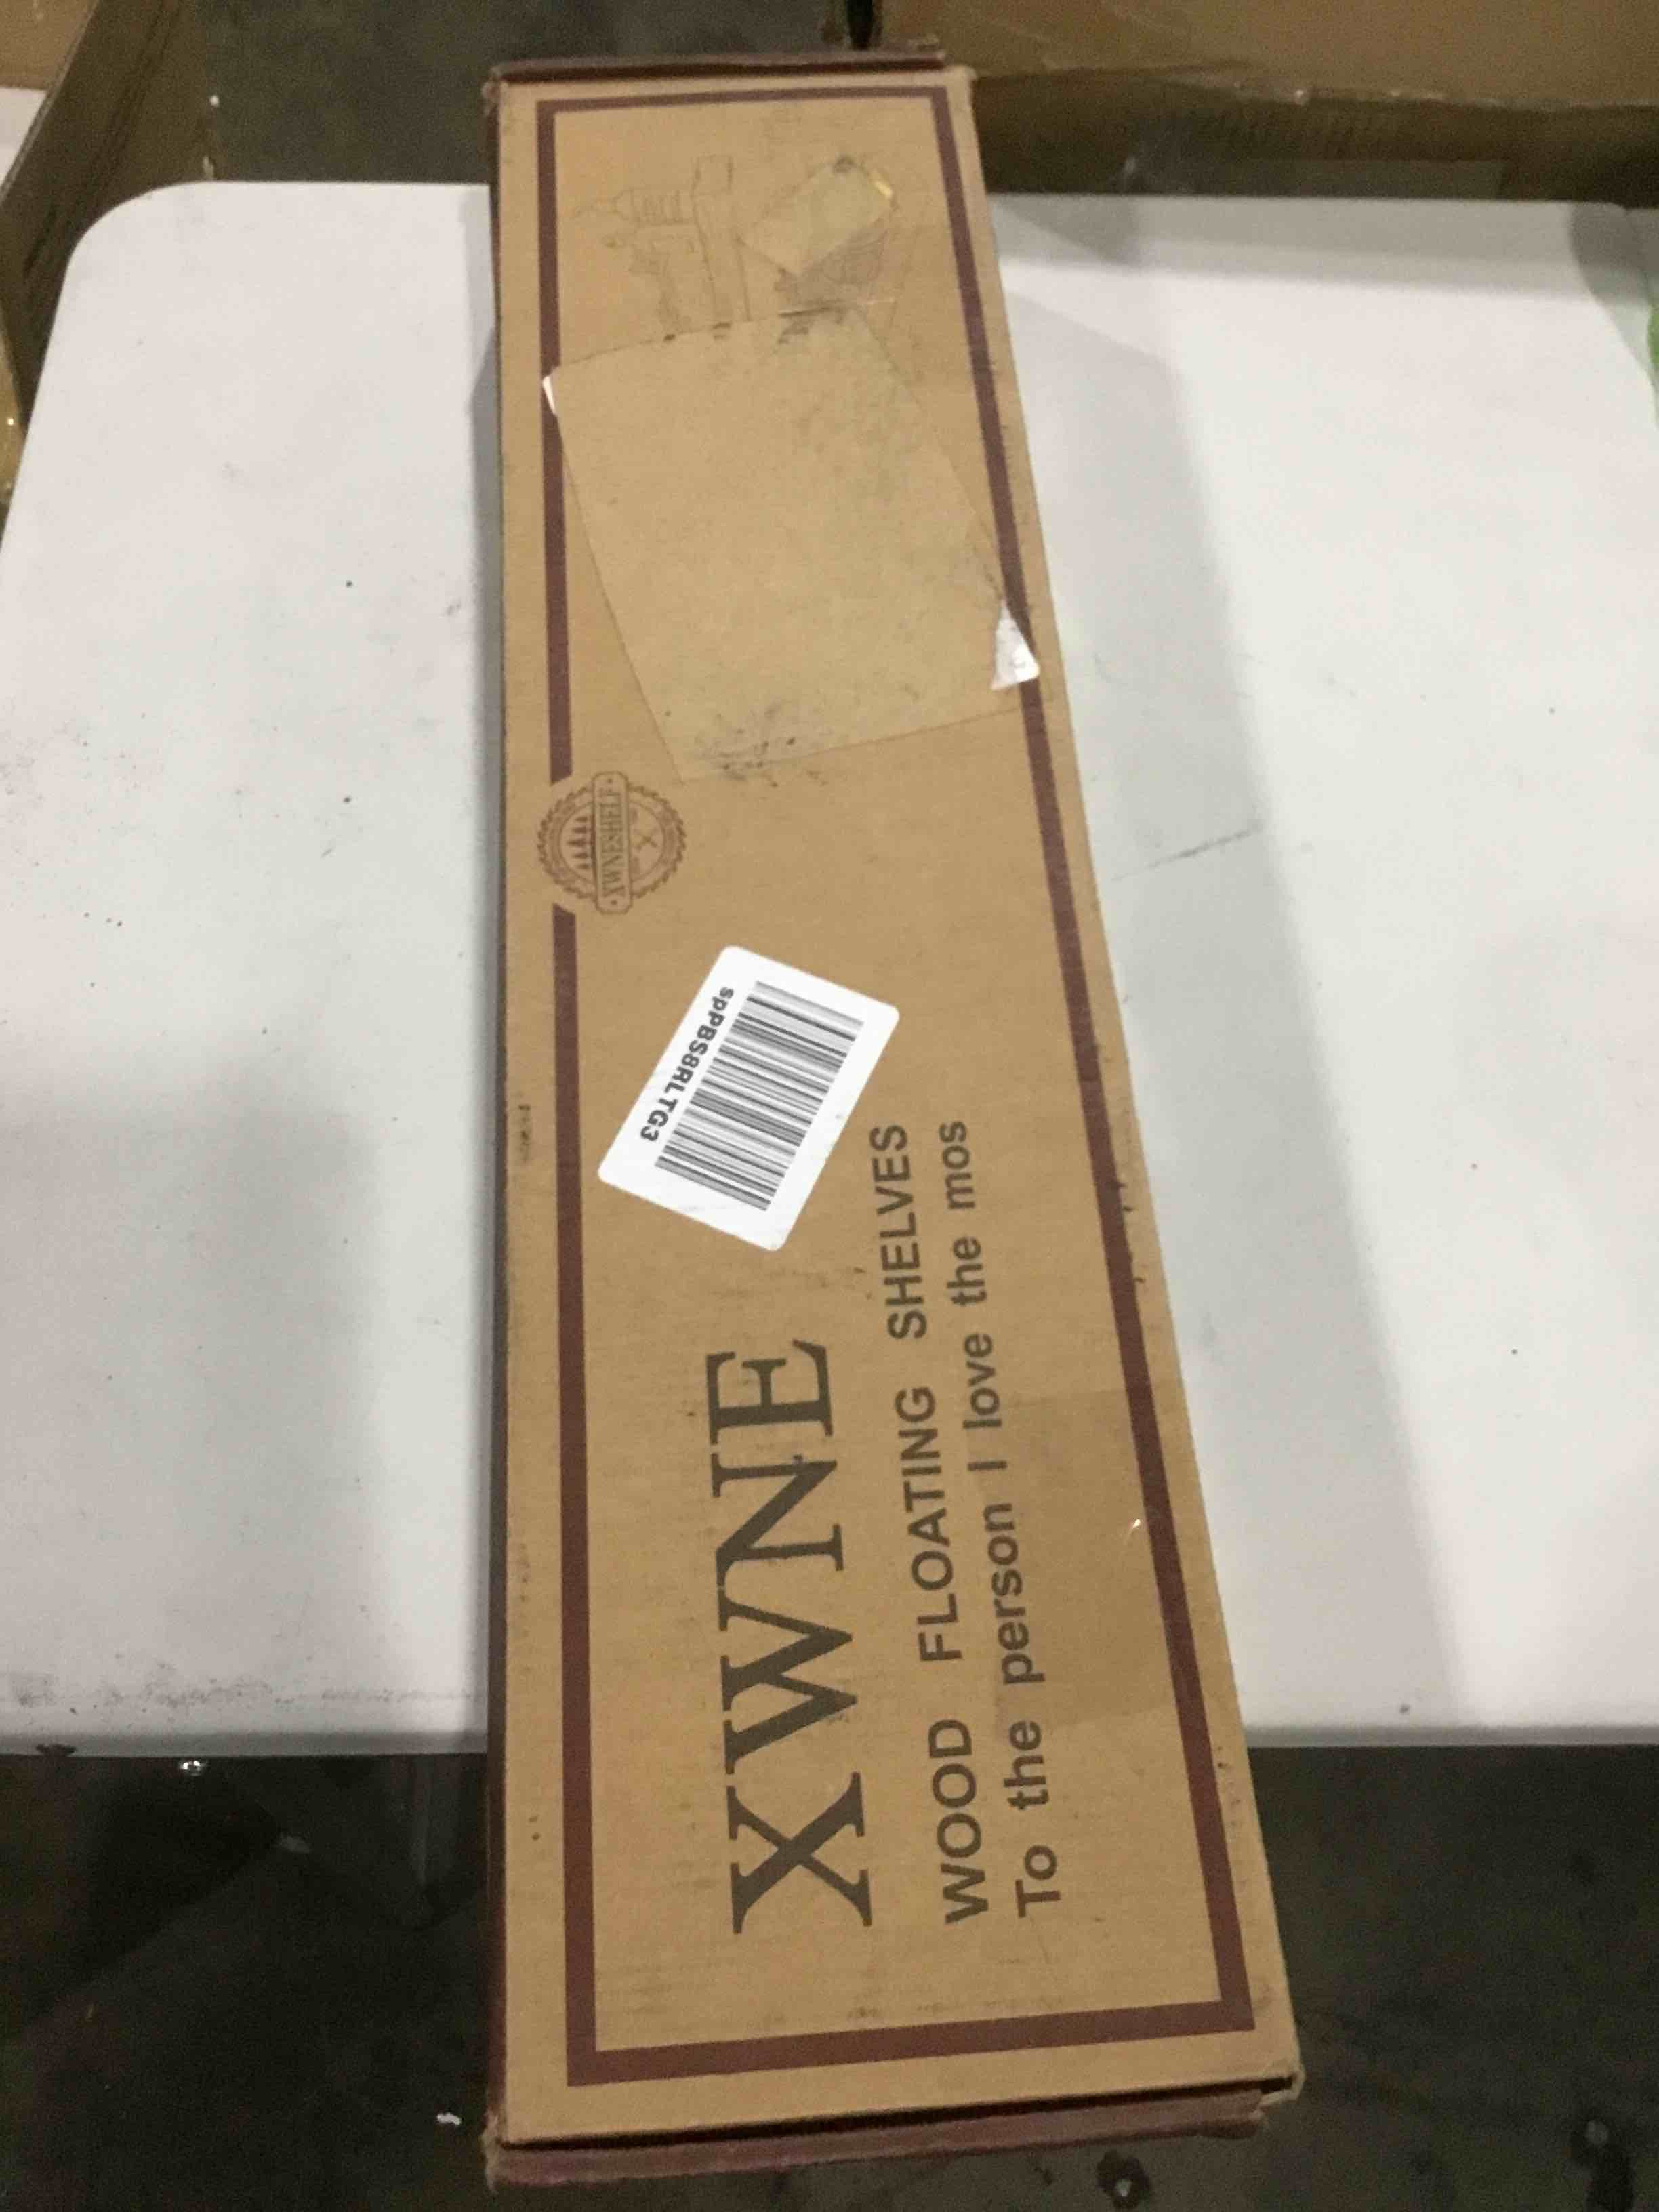 XWNESHELF
spPBS8RLTG3
XWNE
WOOD FLOATING SHELVES
To the person I love the mos